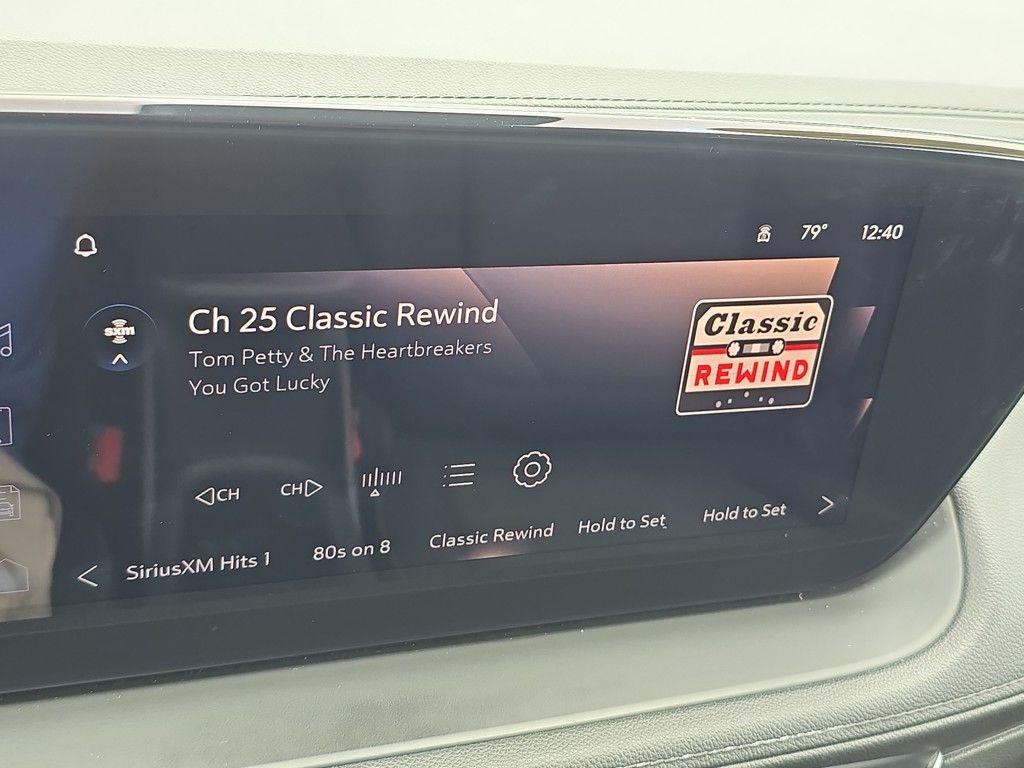 79° 12:40
sxm
Ch 25 Classic Rewind
Tom Petty & The Heartbreakers
You Got Lucky
Classic
REWIND
CH CH
SiriusXM Hits 1 80s on 8 Classic Rewind Hold to Set Hold to Set